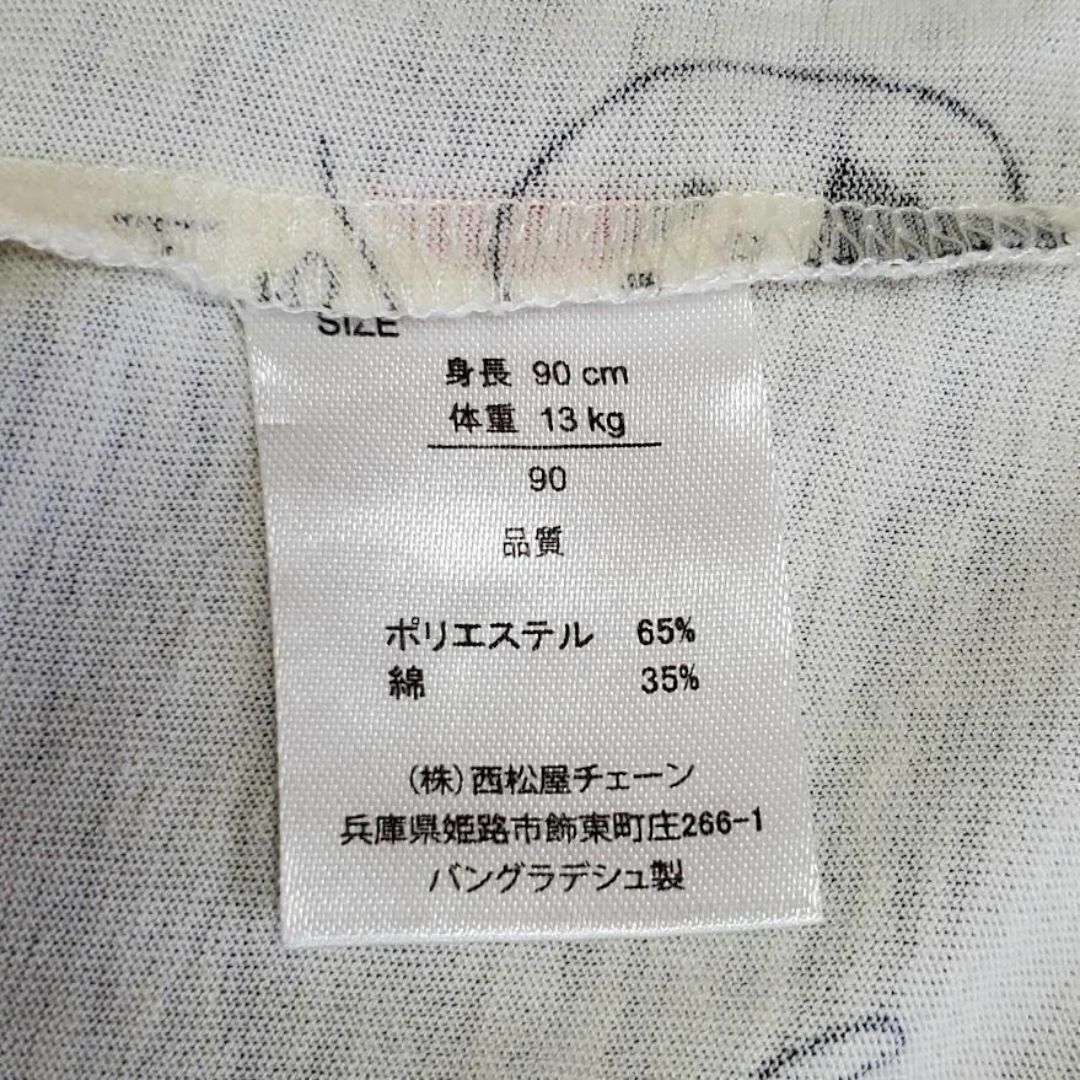 SIZE
身長 90 cm
体重 13 kg
90
品質
ポリエステル 65%
綿 35%
(株)西松屋チェーン
兵庫県姫路市飾東町庄266-1
バングラデシュ製